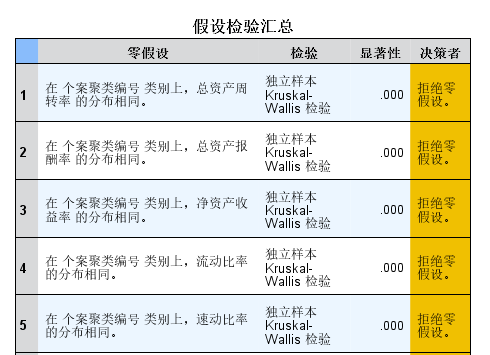 假设检验汇总
零假设 检验 显著性 决策者
1 在 个案聚类编号 类别上，总资产周转率 的分布相同。 独立样本 Kruskal-Wallis 检验 .000 拒绝零假设。
2 在 个案聚类编号 类别上，总资产报酬率 的分布相同。 独立样本 Kruskal-Wallis 检验 .000 拒绝零假设。
3 在 个案聚类编号 类别上，净资产收益率 的分布相同。 独立样本 Kruskal-Wallis 检验 .000 拒绝零假设。
4 在 个案聚类编号 类别上，流动比率 的分布相同。 独立样本 Kruskal-Wallis 检验 .000 拒绝零假设。
5 在 个案聚类编号 类别上，速动比率 的分布相同。 独立样本 Kruskal-Wallis 检验 .000 拒绝零假设。